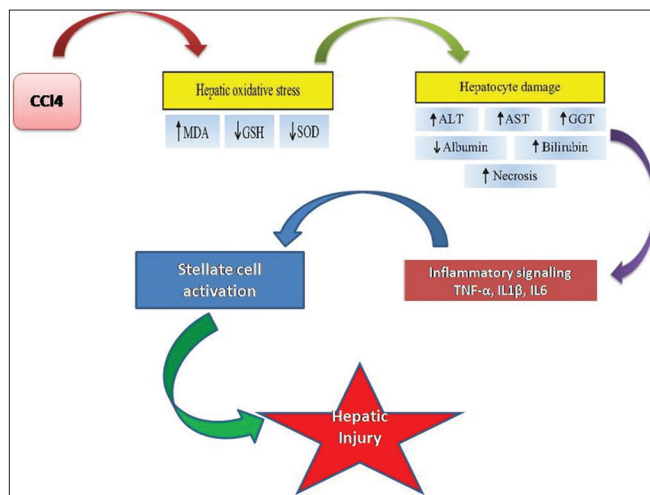 CCl4
Hepatic oxidative stress
↑MDA
↓GSH
↓SOD
Hepatocyte damage
↑ALT
↑AST
↑GGT
↓Albumin
↑Bilirubin
↑Necrosis
Inflammatory signaling
TNF-α, IL1β, IL6
Stellate cell
activation
Hepatic
Injury